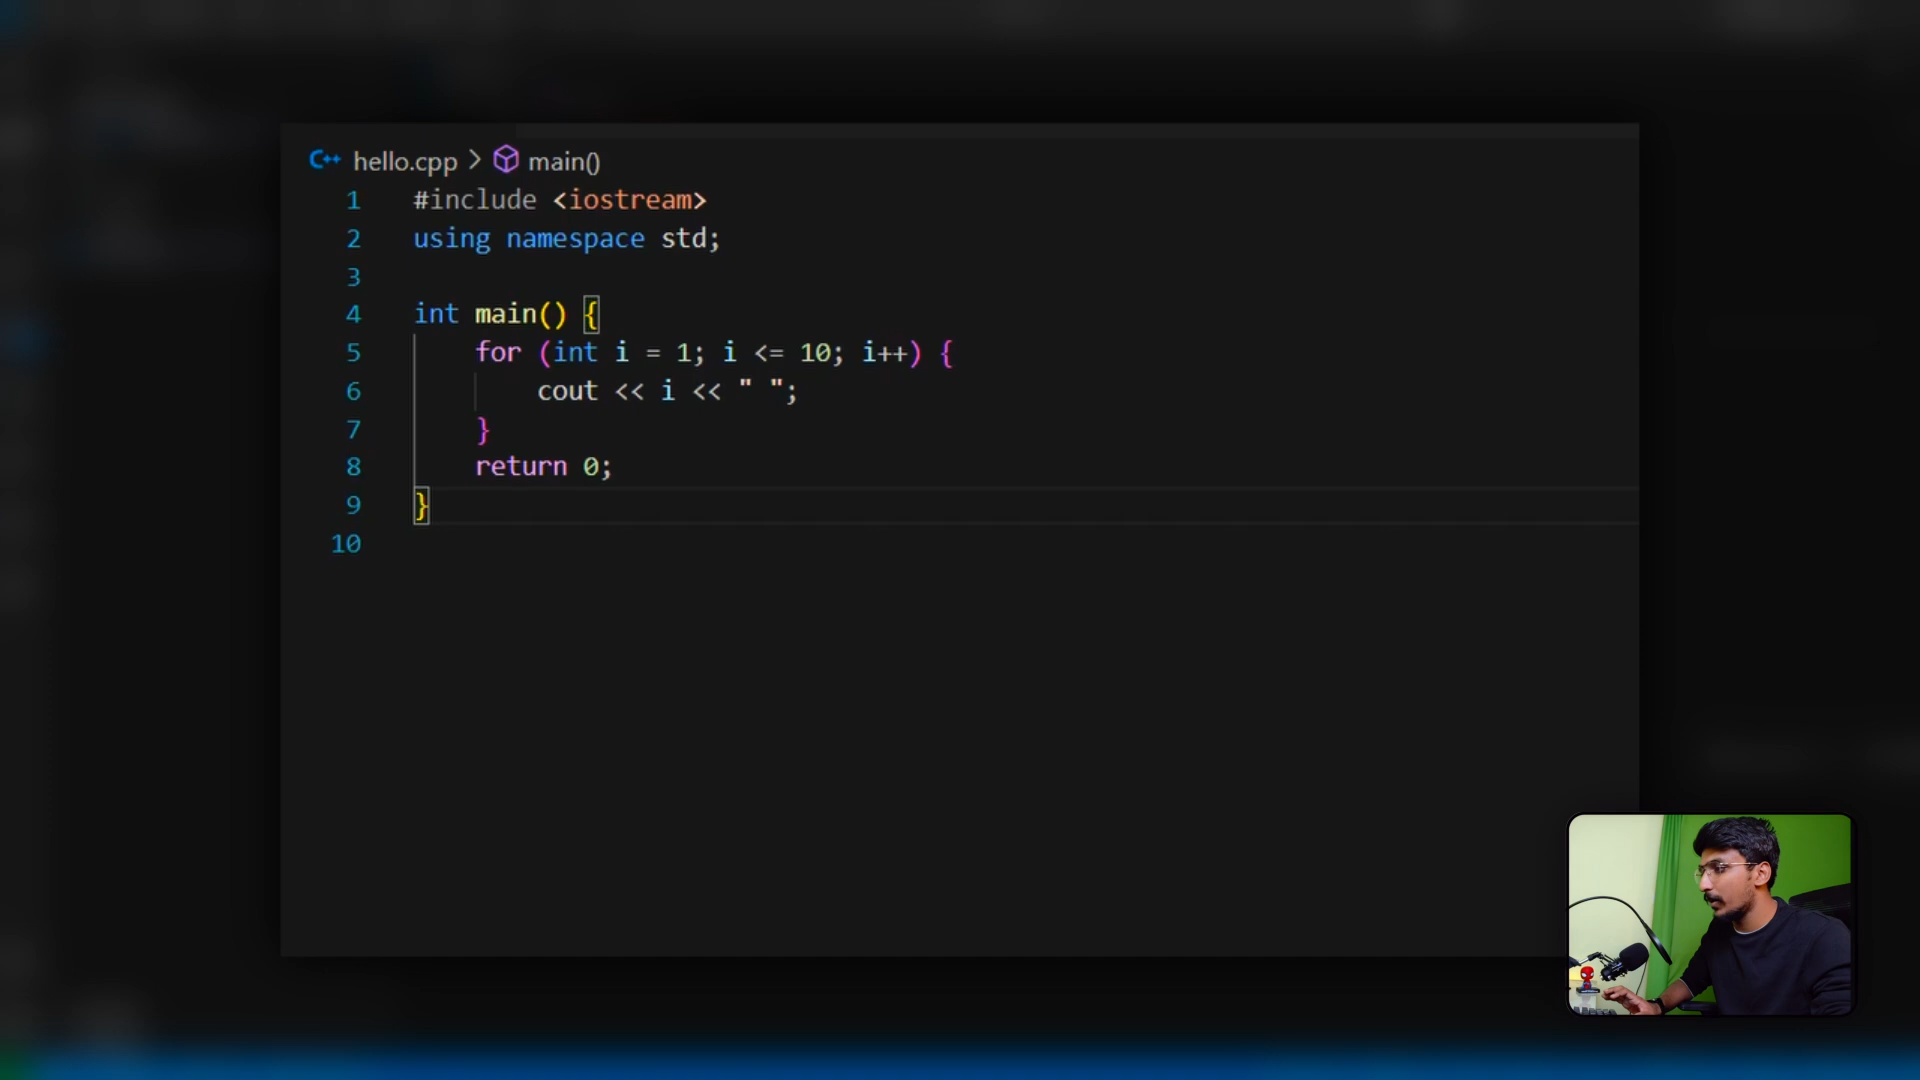 C++ hello.cpp > main()
1 #include <iostream>
2 using namespace std;
3
4 int main() {
5     for (int i = 1; i <= 10; i++) {
6         cout << i << " ";
7     }
8     return 0;
9 }
10